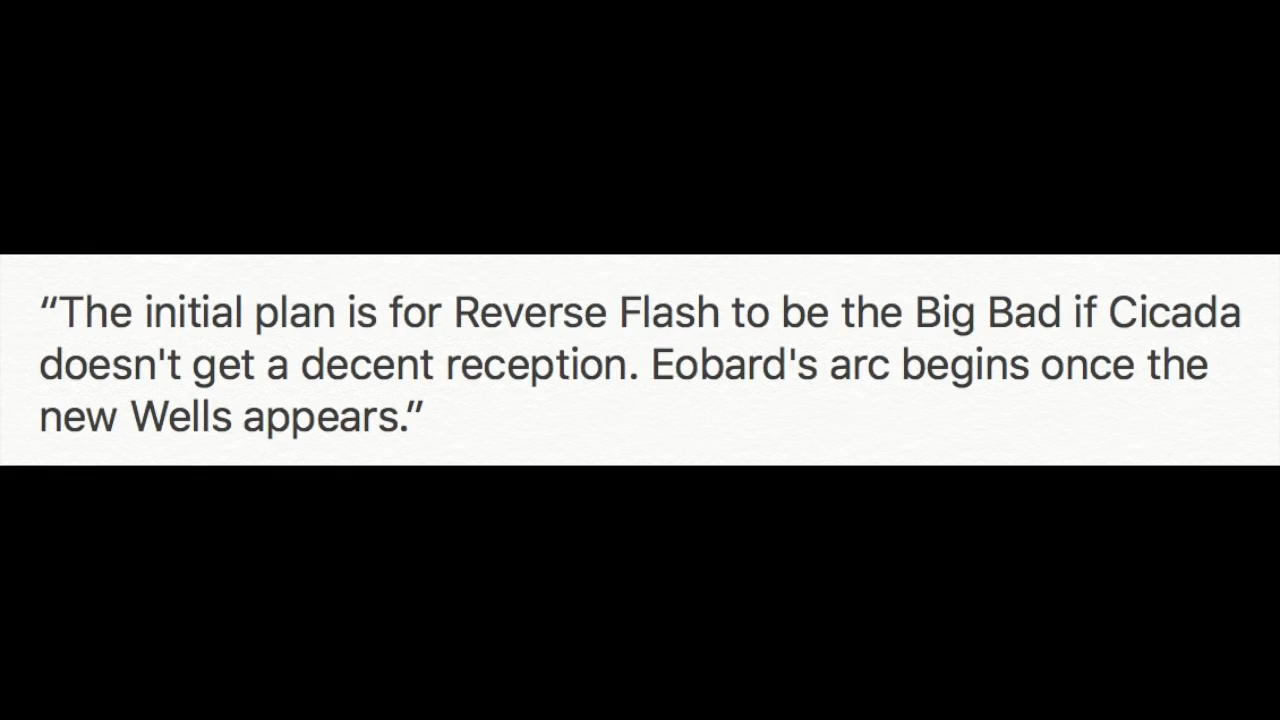 “The initial plan is for Reverse Flash to be the Big Bad if Cicada
doesn't get a decent reception. Eobard's arc begins once the
new Wells appears.”